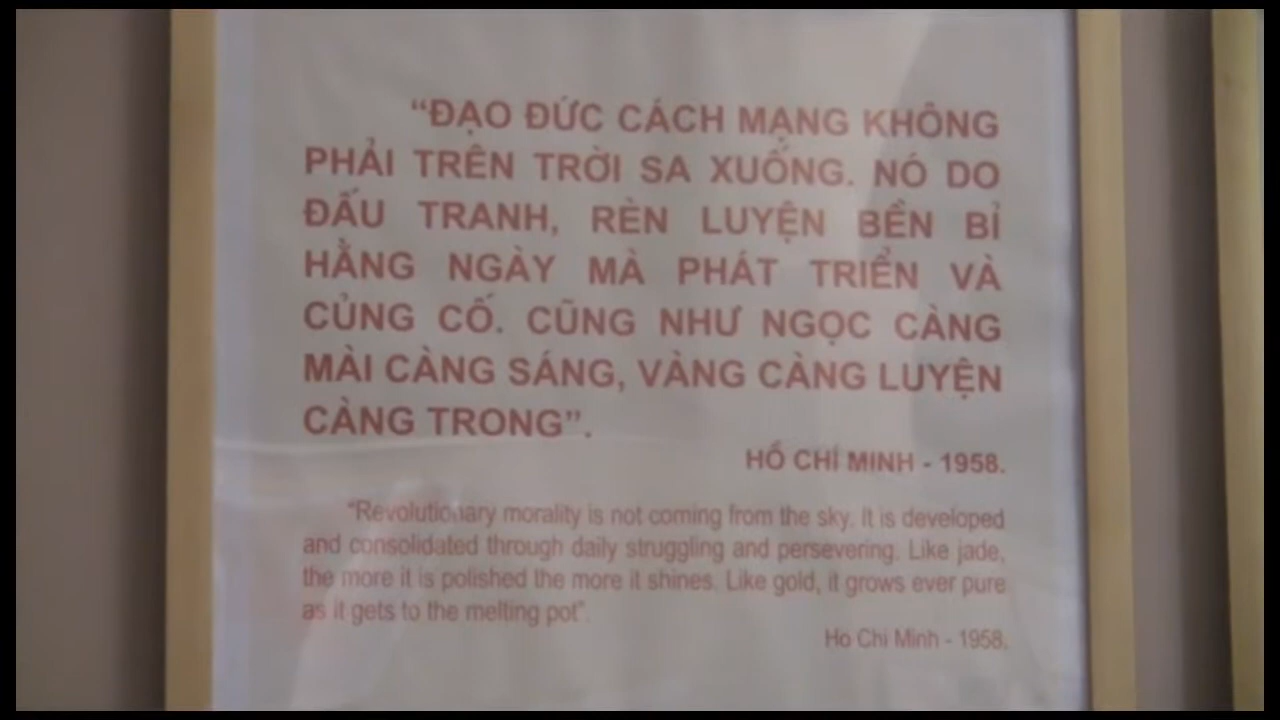 “ĐẠO ĐỨC CÁCH MẠNG KHÔNG
PHẢI TRÊN TRỜI SA XUỐNG. NÓ DO
ĐẤU TRANH, RÈN LUYỆN BỀN BỈ
HẰNG NGÀY MÀ PHÁT TRIỂN VÀ
CỦNG CỐ. CŨNG NHƯ NGỌC CÀNG
MÀI CÀNG SÁNG, VÀNG CÀNG LUYỆN
CÀNG TRONG”.
HỒ CHÍ MINH - 1958.
“Revolutionary morality is not coming from the sky. It is developed
and consolidated through daily struggling and persevering. Like jade,
the more it is polished the more it shines. Like gold, it grows ever pure
as it gets to the melting pot”.
Ho Chi Minh - 1958.